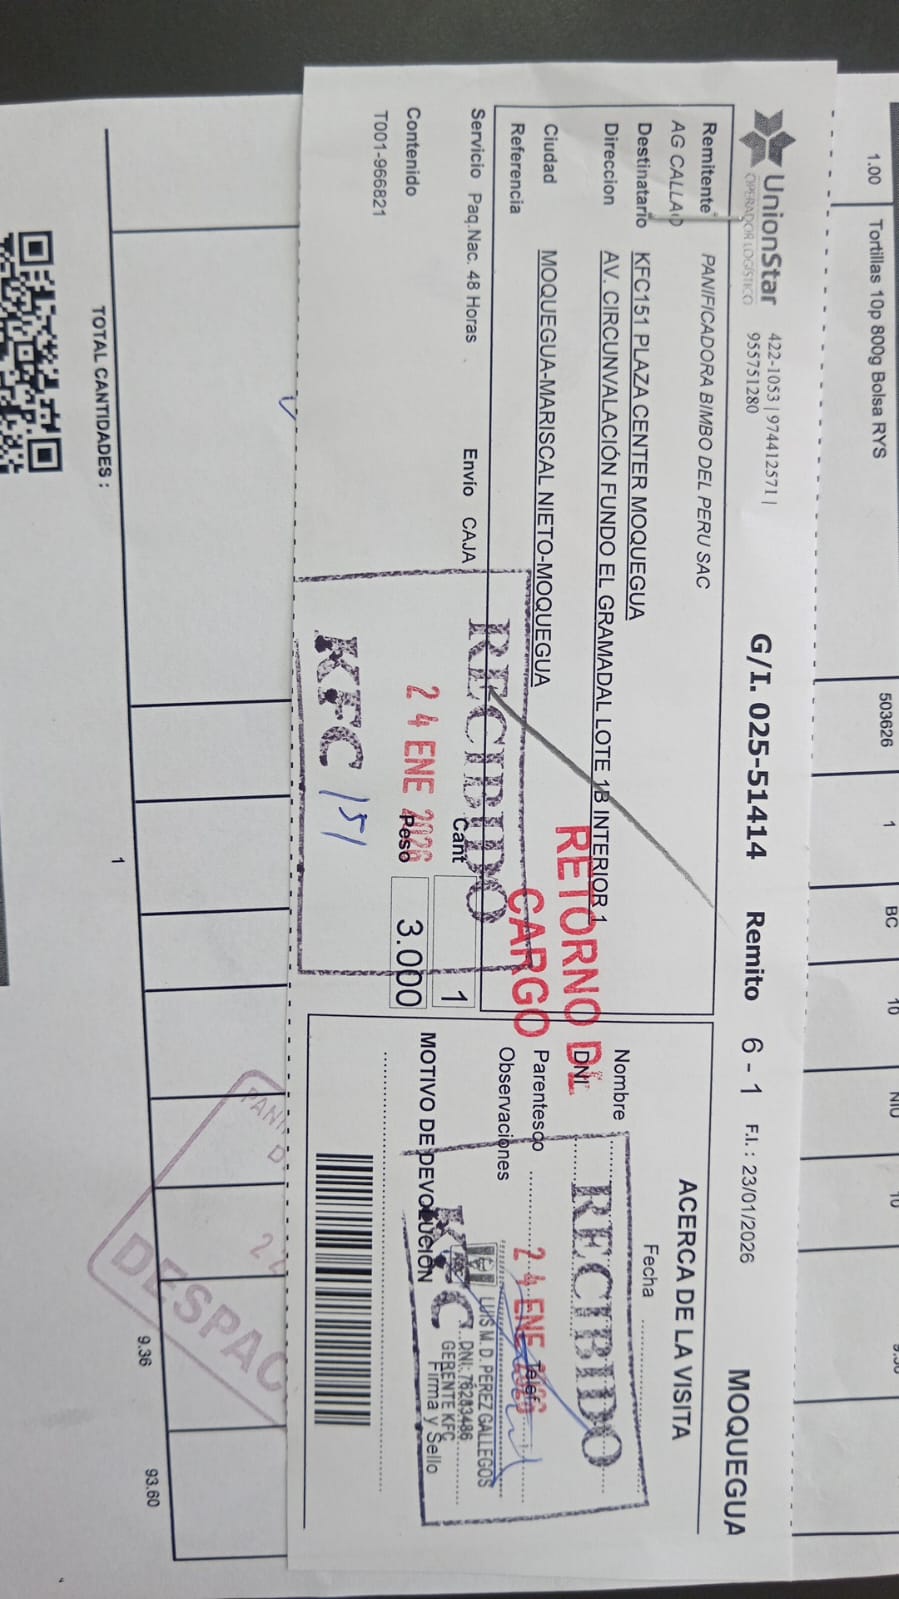 1.00 Tortillas 10p 800g Bolsa RYS 503626 1 BC 10 NIU 10
UnionStar
OPERADOR LOGÍSTICO
422-1053 | 974412571 |
955751280
G/I. 025-51414 Remito 6 - 1 F.I. : 23/01/2026 MOQUEGUA
Remitente PANIFICADORA BIMBO DEL PERU SAC
AG CALLAO
Destinatario KFC151 PLAZA CENTER MOQUEGUA
Direccion AV. CIRCUNVALACIÓN FUNDO EL GRAMADAL LOTE 1B INTERIOR 1
Ciudad MOQUEGUA-MARISCAL NIETO-MOQUEGUA
Referencia
Servicio Paq.Nac. 48 Horas Envío CAJA Cant 1
Contenido Peso 3.000
T001-966821
RETORNO DE
CARGO
RECIBIDO
24 ENE 2026
KFC 151
ACERCA DE LA VISITA
Fecha
Nombre
DNI
Parentesco Telef
Observaciones
MOTIVO DE DEVOLUCIÓN
Firma y Sello
RECIBIDO
24 ENE 2026
KFC
LUIS M. D. PEREZ GALLEGOS
DNI: 76283486
GERENTE KFC
PANI
D
2
DESPAC
TOTAL CANTIDADES : 1 9.36 93.60